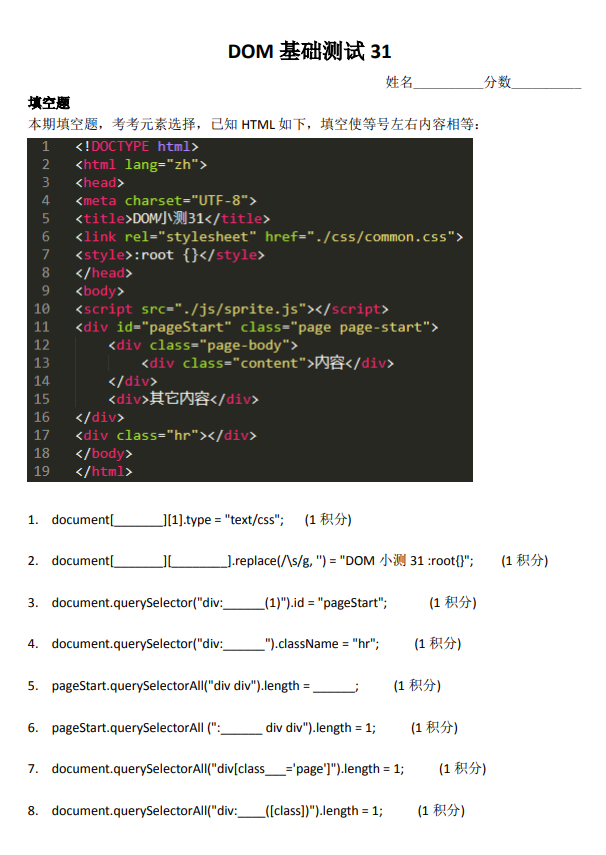 DOM 基础测试 31
姓名__________分数__________
填空题
本期填空题，考考元素选择，已知 HTML 如下，填空使等号左右内容相等：
1 <!DOCTYPE html>
2 <html lang="zh">
3 <head>
4 <meta charset="UTF-8">
5 <title>DOM小测31</title>
6 <link rel="stylesheet" href="./css/common.css">
7 <style>:root {}</style>
8 </head>
9 <body>
10 <script src="./js/sprite.js"></script>
11 <div id="pageStart" class="page page-start">
12 <div class="page-body">
13 <div class="content">内容</div>
14 </div>
15 <div>其它内容</div>
16 </div>
17 <div class="hr"></div>
18 </body>
19 </html>
1. document[_______][1].type = "text/css"; (1 积分)
2. document[_______][________].replace(/\s/g, '') = "DOM 小测 31 :root{}"; (1 积分)
3. document.querySelector("div:______(1)").id = "pageStart"; (1 积分)
4. document.querySelector("div:______").className = "hr"; (1 积分)
5. pageStart.querySelectorAll("div div").length = ______; (1 积分)
6. pageStart.querySelectorAll (":______ div div").length = 1; (1 积分)
7. document.querySelectorAll("div[class___='page']").length = 1; (1 积分)
8. document.querySelectorAll("div:____([class])").length = 1; (1 积分)